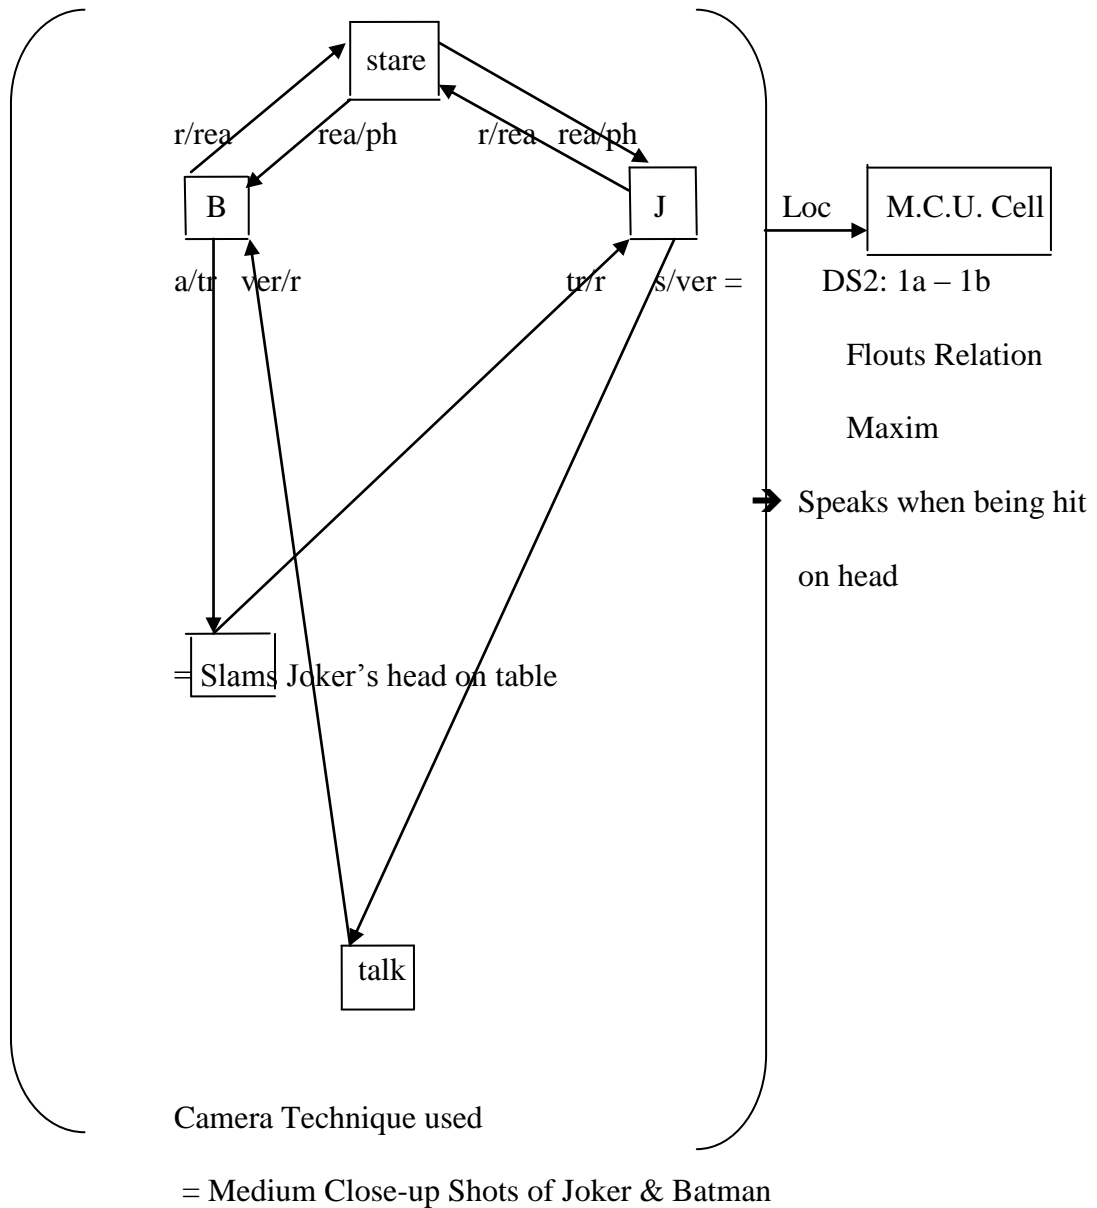 stare
r/rea rea/ph r/rea rea/ph
B J Loc M.C.U. Cell
a/tr ver/r tr/r s/ver = DS2: 1a – 1b
Flouts Relation
Maxim
➔ Speaks when being hit
on head
= Slams Joker’s head on table
talk
Camera Technique used
= Medium Close-up Shots of Joker & Batman